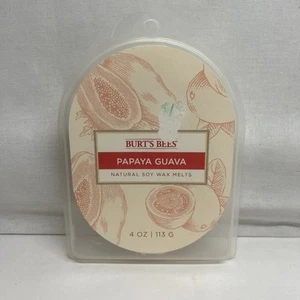 BURT'S BEES
PAPAYA GUAVA
NATURAL SOY WAX MELTS
4 OZ | 113 G